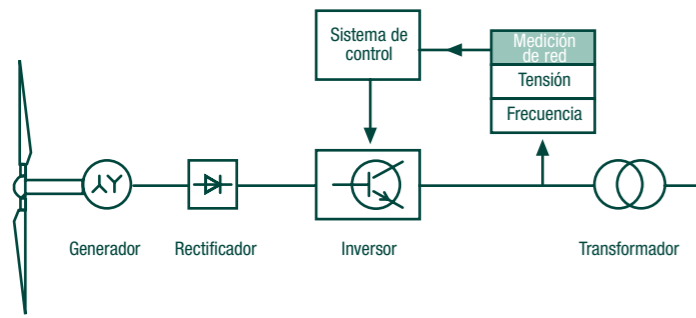 Sistema de
control
Medición
de red
Tensión
Frecuencia
Generador
Rectificador
Inversor
Transformador